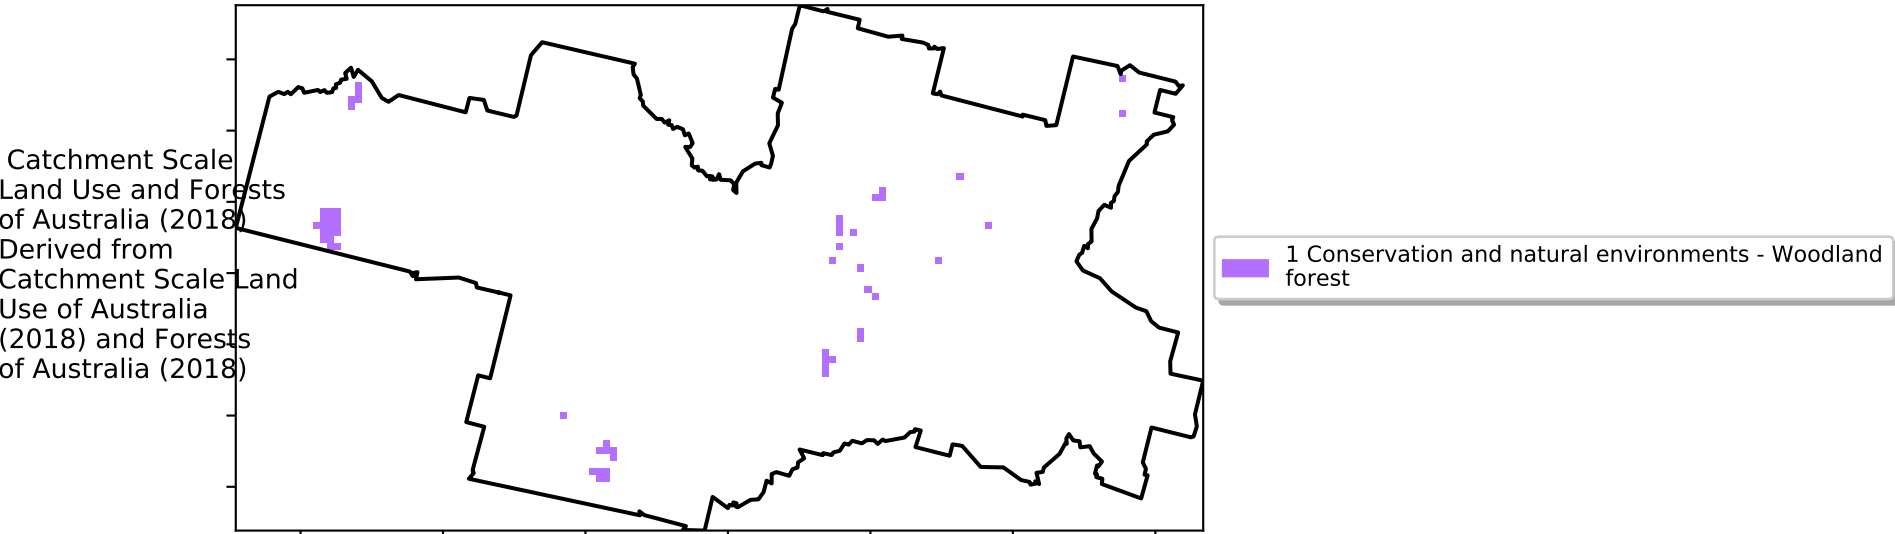 Catchment Scale
Land Use and Forests
of Australia (2018)
Derived from
Catchment Scale Land
Use of Australia
(2018) and Forests
of Australia (2018)
1 Conservation and natural environments - Woodland
forest